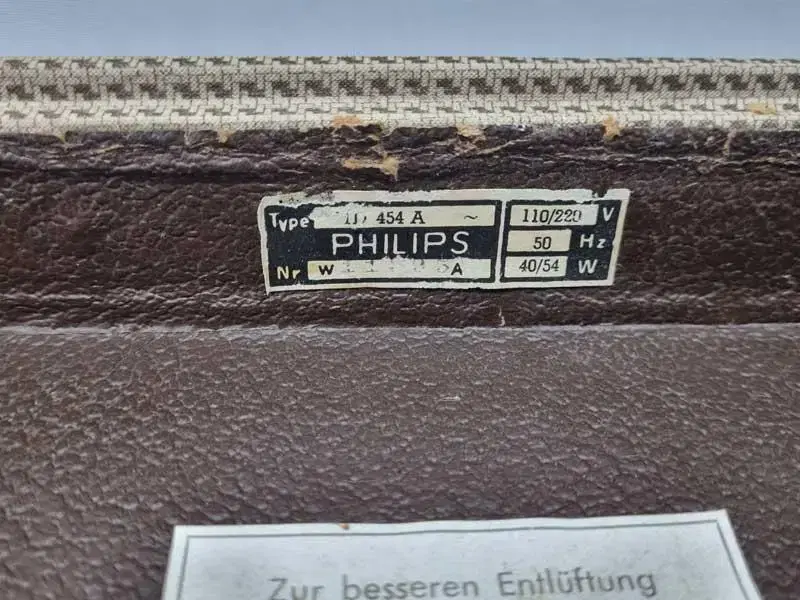 Type 454 A ~
PHILIPS
Nr W A
110/220 V
50 Hz
40/54 W
Zur besseren Entlüftung